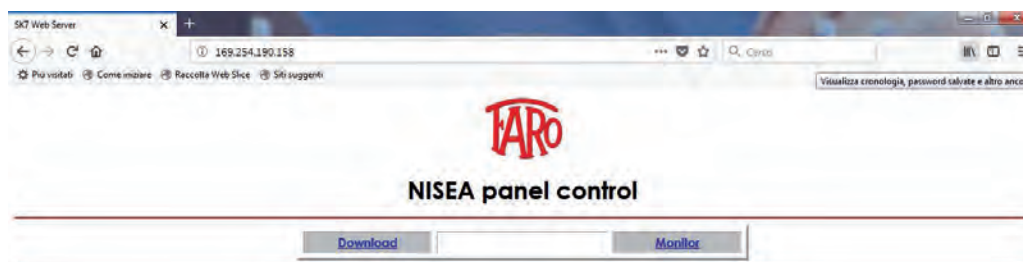 SK7 Web Server
169.254.190.158
Più visitati Come iniziare Raccolta Web Slice Siti suggeriti
Visualizza cronologia, password salvate e altro anco
FARO
NISEA panel control
Download Monitor